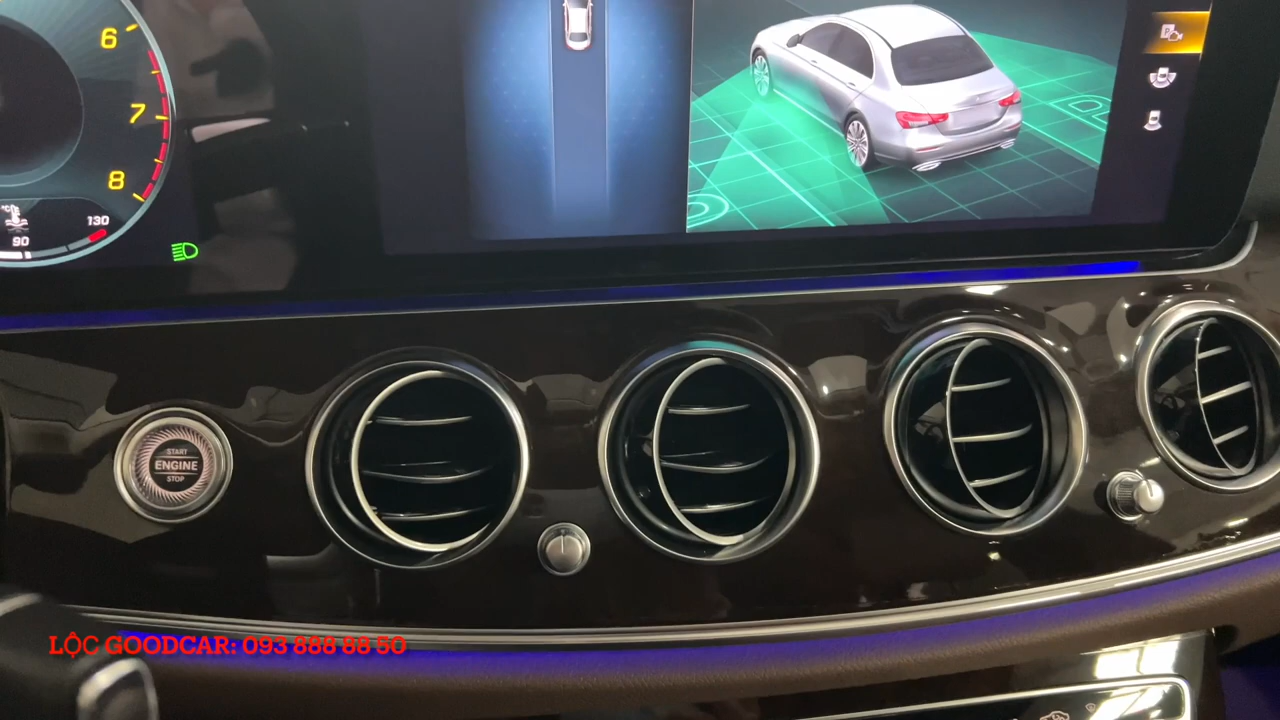 6
7
8
°C
130
90
P
START
ENGINE
STOP
LỘC GOODCAR: 093 888 88 50